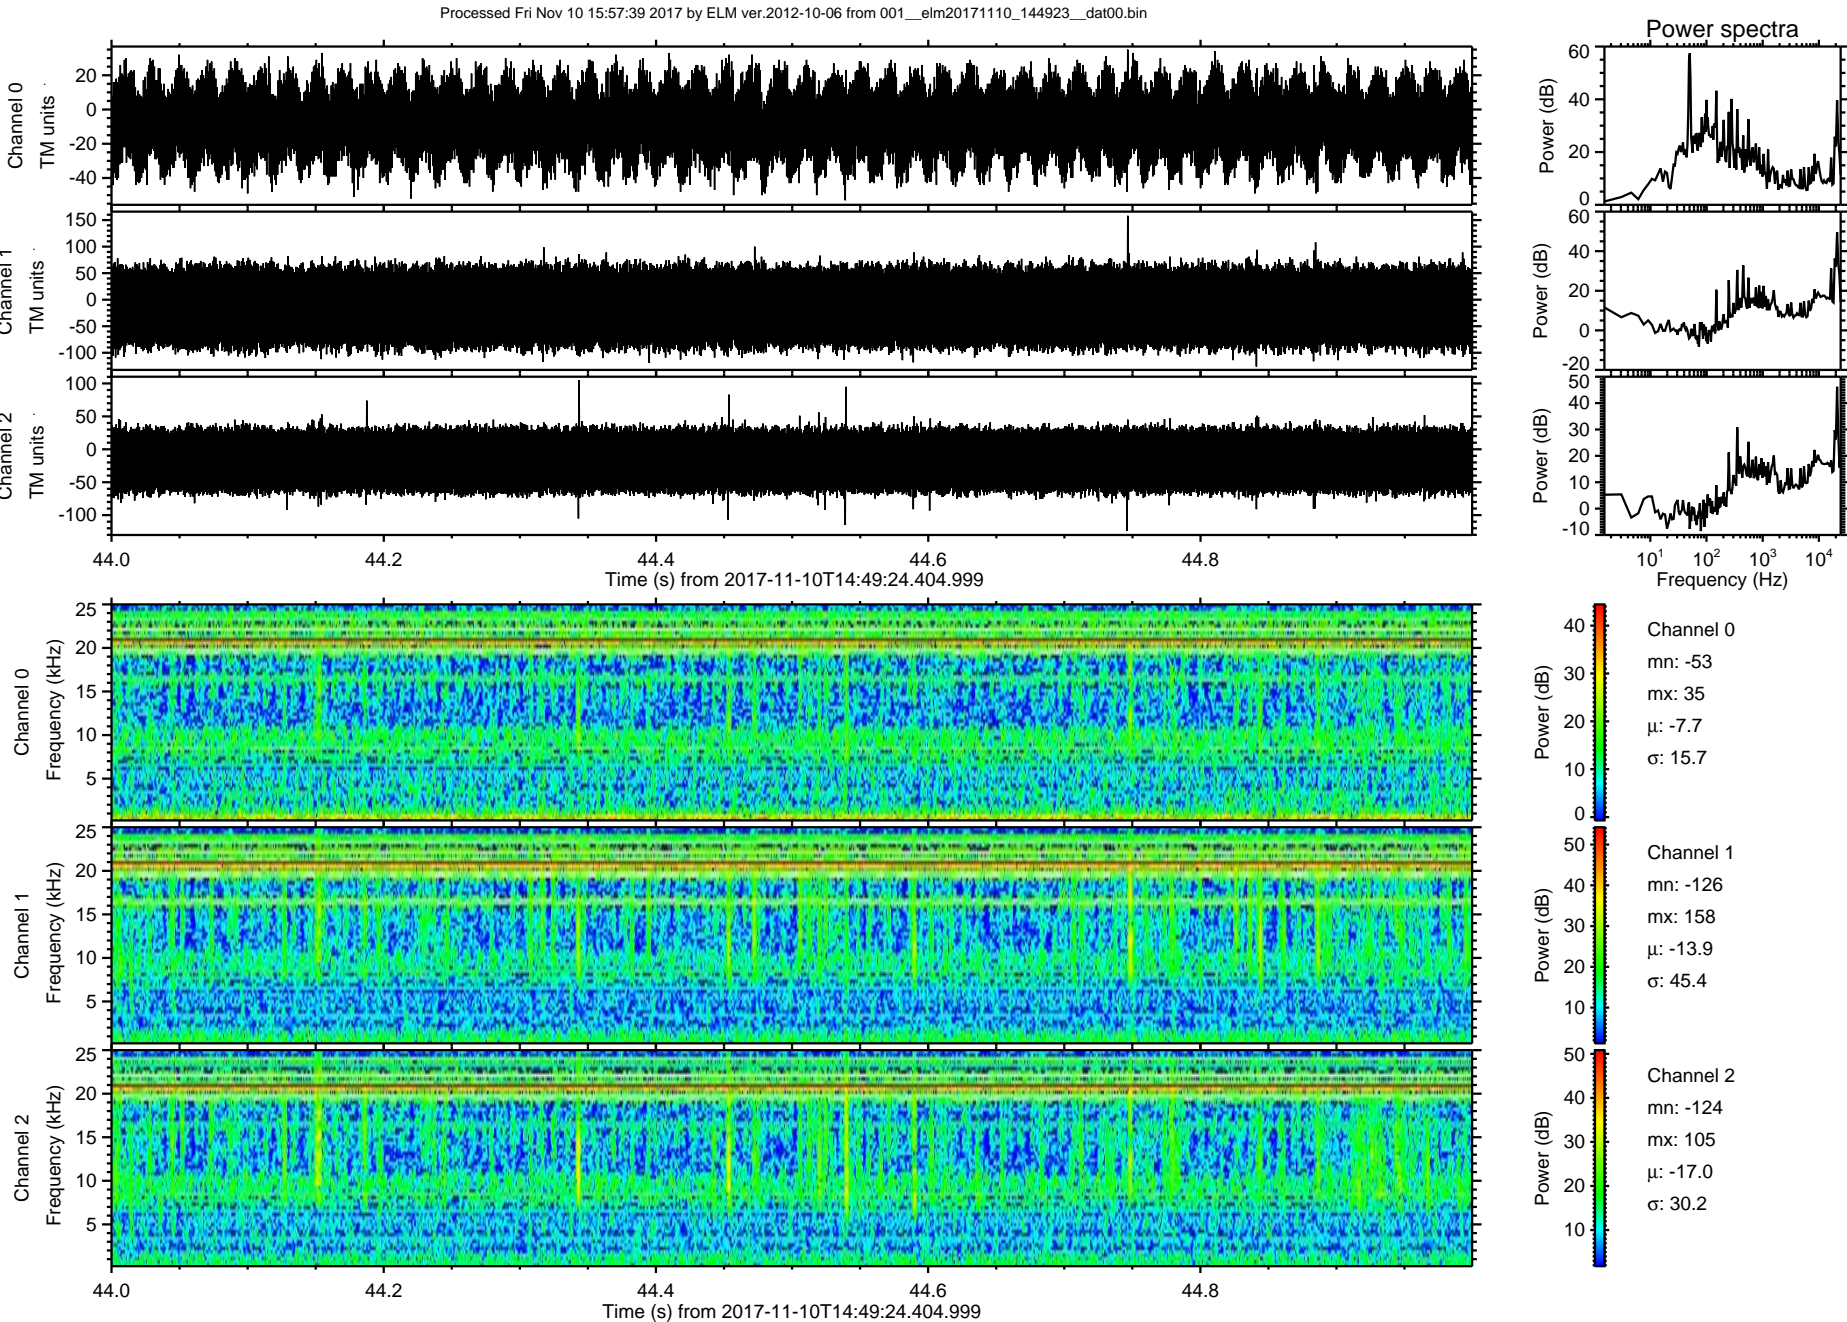 Processed Fri Nov 10 15:57:39 2017 by ELM ver.2012-10-06 from 001__elm20171110_144923__dat00.bin
Power spectra
Channel 0
TM units
20
0
-20
-40
Power (dB)
60
40
20
0
Channel 1
TM units
150
100
50
0
-50
-100
Power (dB)
60
40
20
0
-20
Channel 2
TM units
100
50
0
-50
-100
Power (dB)
50
40
30
20
10
0
-10
44.0 44.2 44.4 44.6 44.8
Time (s) from 2017-11-10T14:49:24.404.999
10¹ 10² 10³ 10⁴
Frequency (Hz)
Channel 0
Frequency (kHz)
25
20
15
10
5
Power (dB)
40
30
20
10
0
Channel 0
mn: -53
mx: 35
μ: -7.7
σ: 15.7
Channel 1
Frequency (kHz)
25
20
15
10
5
Power (dB)
50
40
30
20
10
Channel 1
mn: -126
mx: 158
μ: -13.9
σ: 45.4
Channel 2
Frequency (kHz)
25
20
15
10
5
Power (dB)
50
40
30
20
10
Channel 2
mn: -124
mx: 105
μ: -17.0
σ: 30.2
44.0 44.2 44.4 44.6 44.8
Time (s) from 2017-11-10T14:49:24.404.999